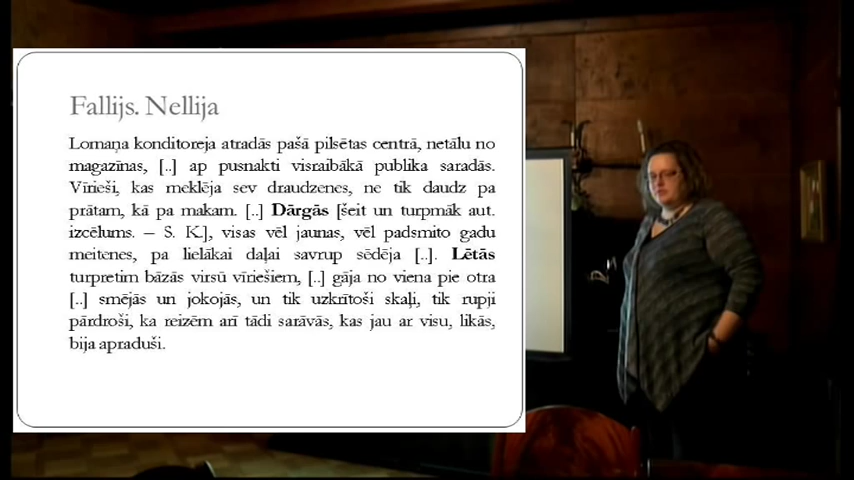 Fallijs. Nellija
Lomaņa konditoreja atradās pašā pilsētas centrā, netālu no
magazīnas, [..] ap pusnakti visraibākā publika saradās.
Vīrieši, kas meklēja sev draudzenes, ne tik daudz pa
prātam, kā pa makam. [..] Dārgās [šeit un turpmāk aut.
izcēlums. – S. K.], visas vēl jaunas, vēl padsmito gadu
meitenes, pa lielākai daļai savrup sēdēja [..]. Lētās
turpretim bāzās virsū vīriešiem, [..] gāja no viena pie otra
[..] smējās un jokojās, un tik uzkrītoši skaļi, tik rupji
pārdroši, ka reizēm arī tādi sarāvās, kas jau ar visu, likās,
bija apraduši.